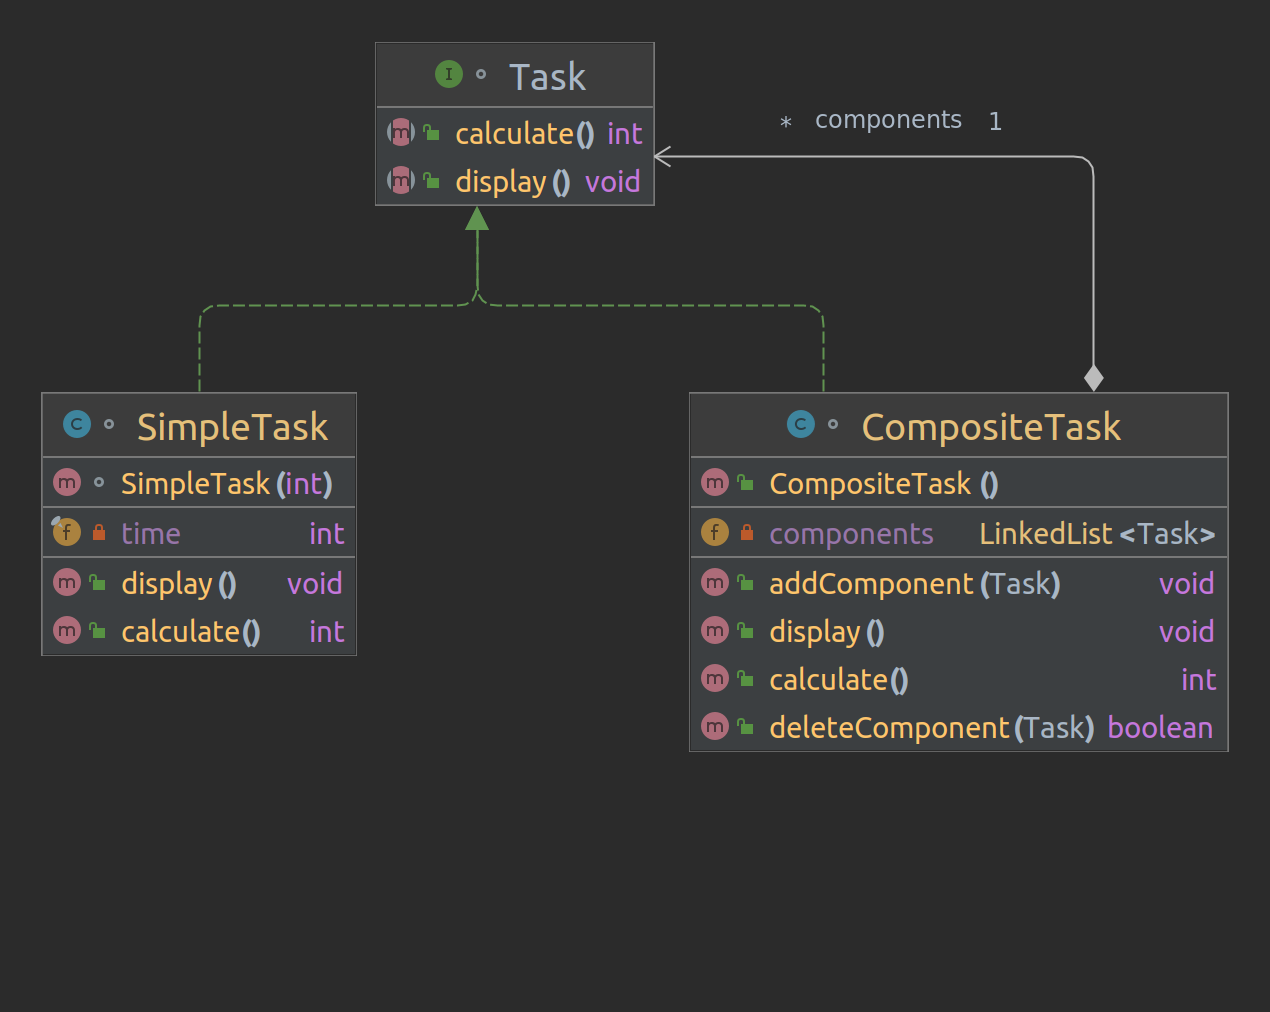 Task
calculate() int
display() void
* components 1
SimpleTask
SimpleTask(int)
time int
display() void
calculate() int
CompositeTask
CompositeTask()
components LinkedList<Task>
addComponent(Task) void
display() void
calculate() int
deleteComponent(Task) boolean